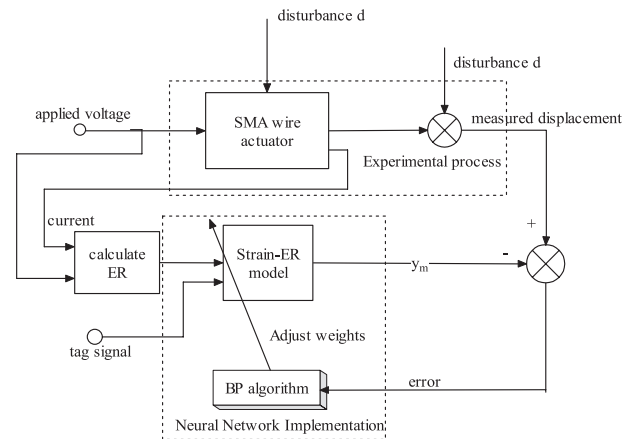 disturbance d
disturbance d
applied voltage
measured displacement
SMA wire
actuator
Experimental process
current
+
-
calculate
ER
Strain-ER
model
ym
tag signal
Adjust weights
BP algorithm
error
Neural Network Implementation